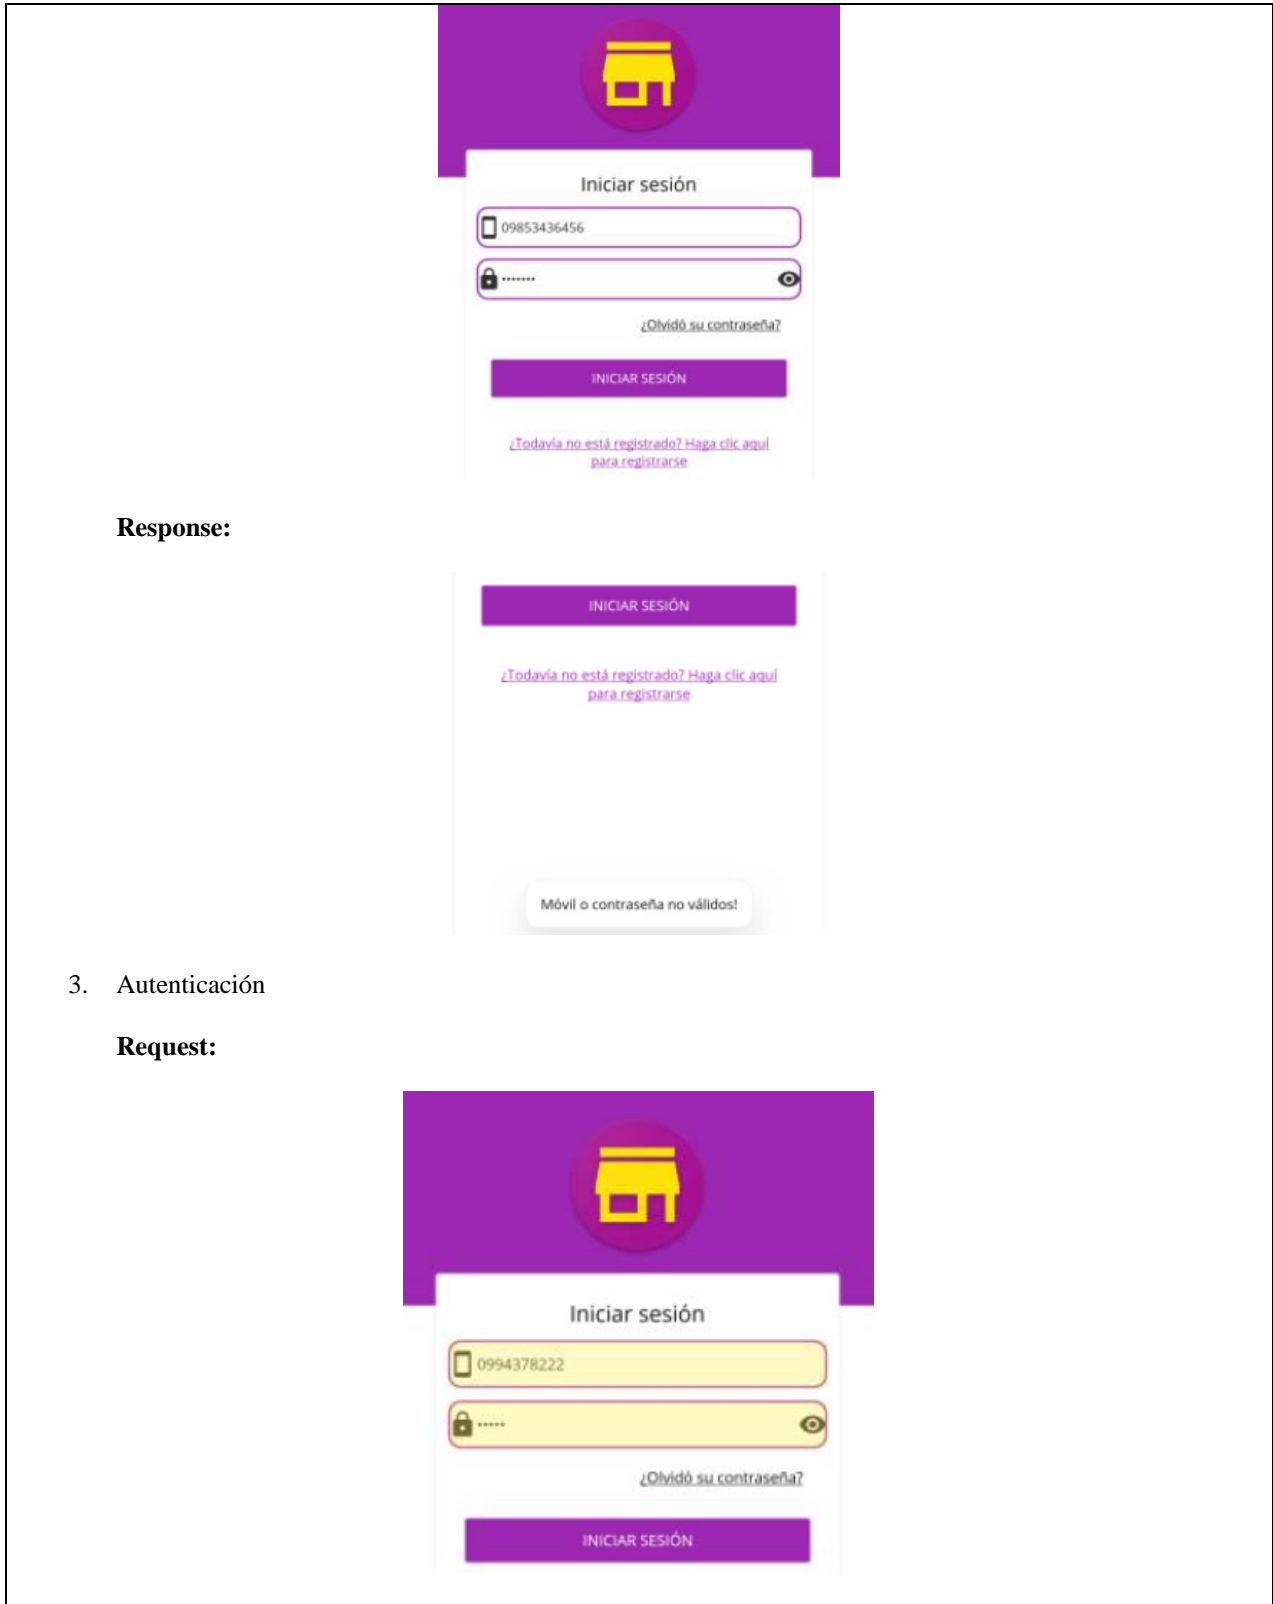 Iniciar sesión
09853436456
•••••••
¿Olvidó su contraseña?
INICIAR SESIÓN
¿Todavía no está registrado? Haga clic aquí
para registrarse
Response:
INICIAR SESIÓN
¿Todavía no está registrado? Haga clic aquí
para registrarse
Móvil o contraseña no válidos!
3. Autenticación
Request:
Iniciar sesión
0994378222
•••••
¿Olvidó su contraseña?
INICIAR SESIÓN